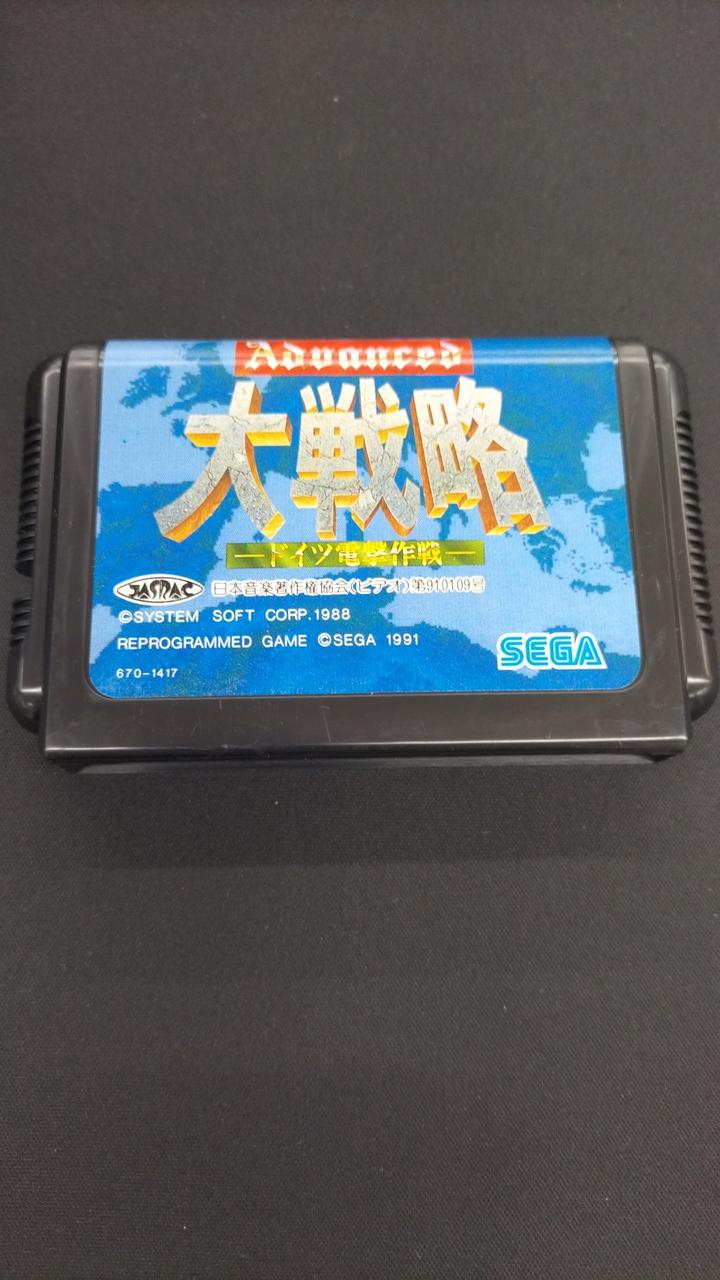 Advanced
大戦略
—ドイツ電撃作戦—
JASRAC 日本音楽著作権協会(ビデオ)第910109号
©SYSTEM SOFT CORP.1988
REPROGRAMMED GAME ©SEGA 1991
SEGA
670-1417